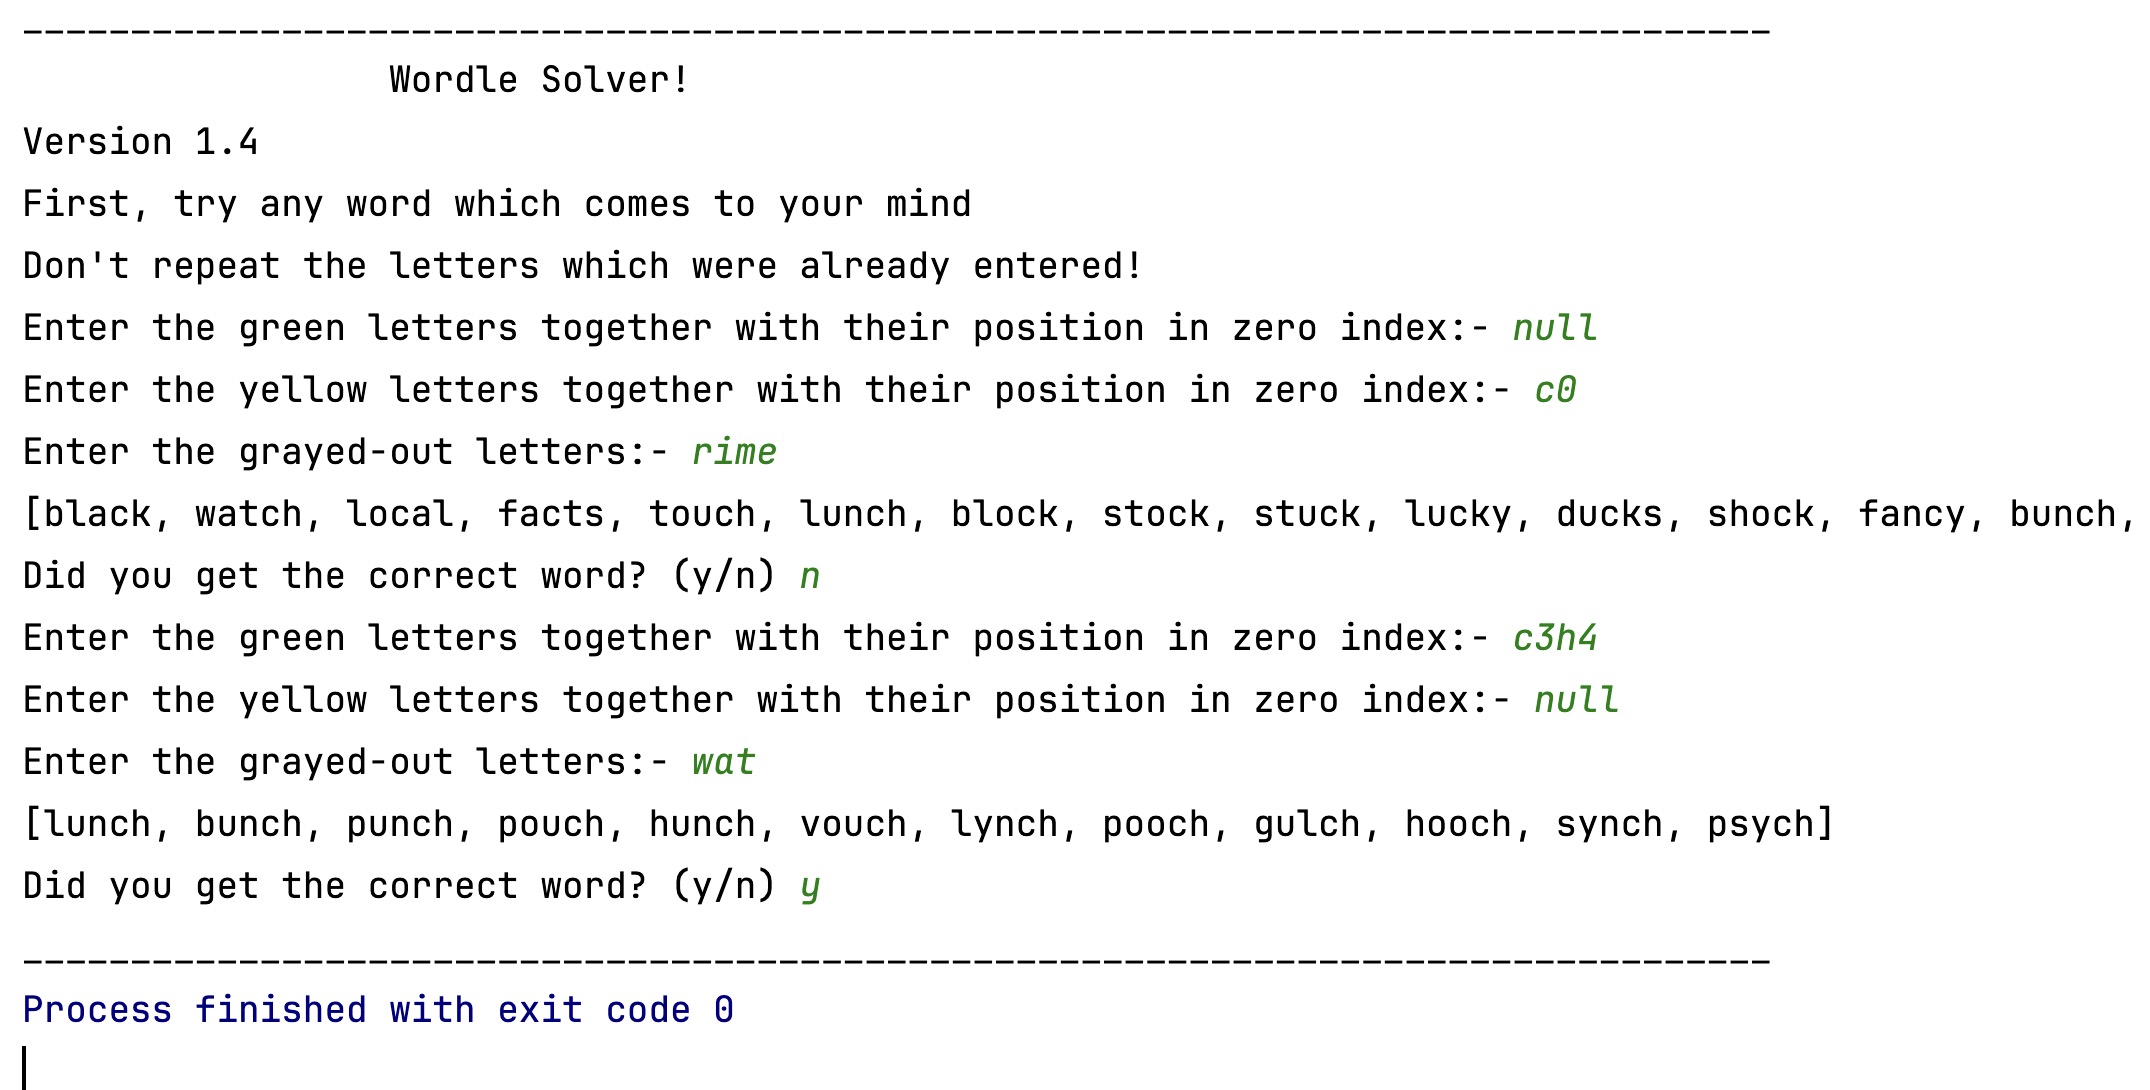 --------------------------------------------------------------------------------
Wordle Solver!
Version 1.4
First, try any word which comes to your mind
Don't repeat the letters which were already entered!
Enter the green letters together with their position in zero index:- null
Enter the yellow letters together with their position in zero index:- c0
Enter the grayed-out letters:- rime
[black, watch, local, facts, touch, lunch, block, stock, stuck, lucky, ducks, shock, fancy, bunch,
Did you get the correct word? (y/n) n
Enter the green letters together with their position in zero index:- c3h4
Enter the yellow letters together with their position in zero index:- null
Enter the grayed-out letters:- wat
[lunch, bunch, punch, pouch, hunch, vouch, lynch, pooch, gulch, hooch, synch, psych]
Did you get the correct word? (y/n) y
--------------------------------------------------------------------------------
Process finished with exit code 0